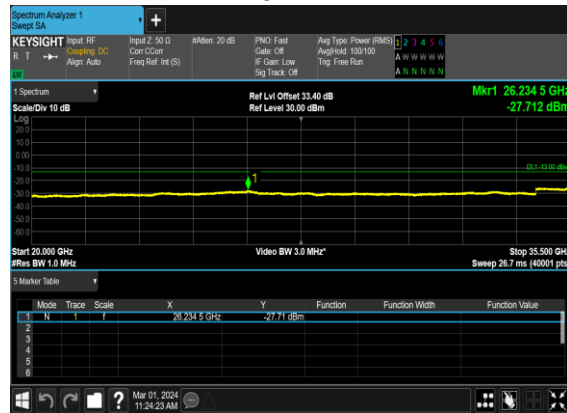 Spectrum Analyzer 1
Swept SA
+
KEYSIGHT Input: RF Input Z: 50 Ω #Atten: 20 dB PNO: Fast Avg Type: Power (RMS) 1 2 3 4 5 6
R T Coupling: DC Corr CCorr Gate: Off Avg|Hold: 100/100 A W W W W W
Align: Auto Freq Ref: Int (S) IF Gain: Low Trig: Free Run
Sig Track: Off A N N N N N
1 Spectrum
Ref Lvl Offset 33.40 dB Mkr1 26.234 5 GHz
Scale/Div 10 dB Ref Level 30.00 dBm -27.712 dBm
Log
20.0
10.0
0.00
-10.0
1
DL1 -13.00 dBm
-20.0
-30.0
-40.0
-50.0
-60.0
Start 20.000 GHz Video BW 3.0 MHz* Stop 35.500 GHz
#Res BW 1.0 MHz Sweep 26.7 ms (40001 pts
5 Marker Table
Mode Trace Scale X Y Function Function Width Function Value
1 N 1 f 26.234 5 GHz -27.71 dBm
2
3
4
5
6
? Mar 01, 2024
11:24:23 AM